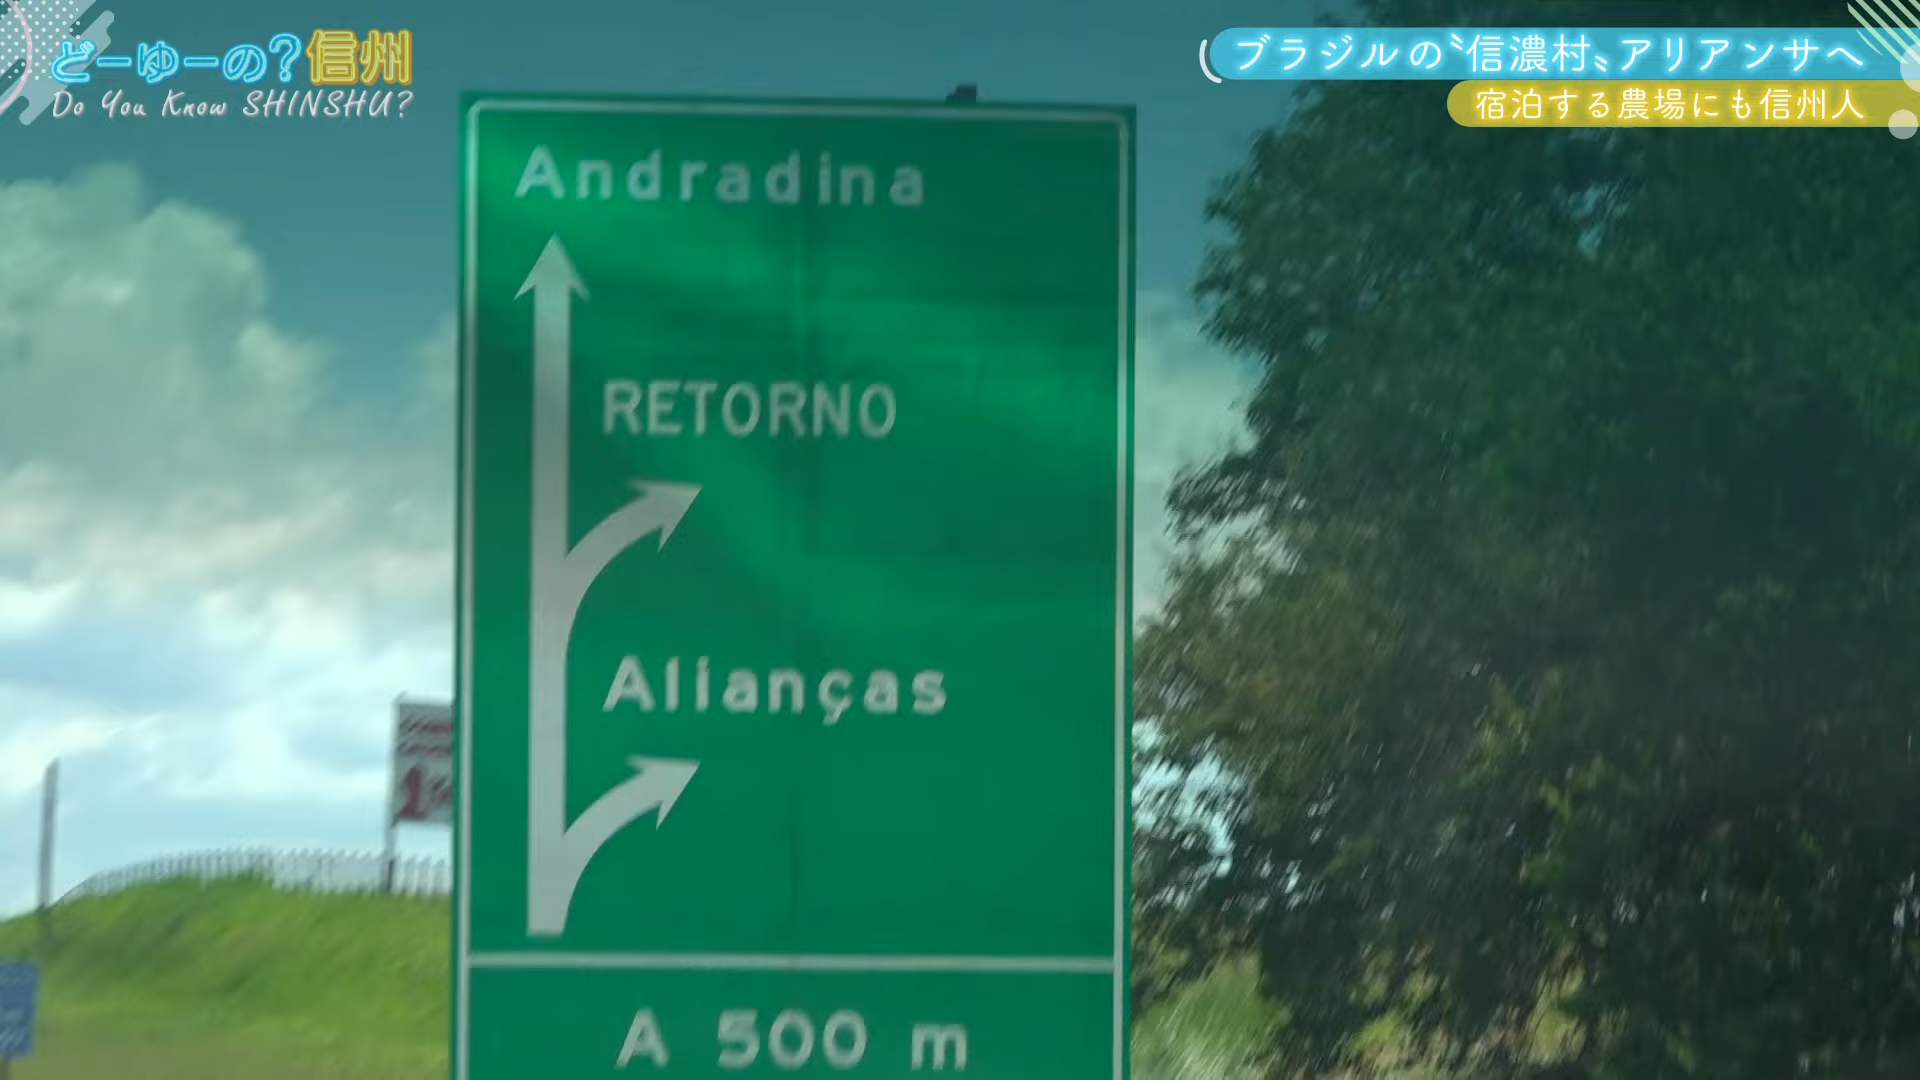 どーゆーの?信州
Do You Know SHINSHU?
ブラジルの〝信濃村〟アリアンサへ
宿泊する農場にも信州人
Andradina
RETORNO
Alianças
A 500 m